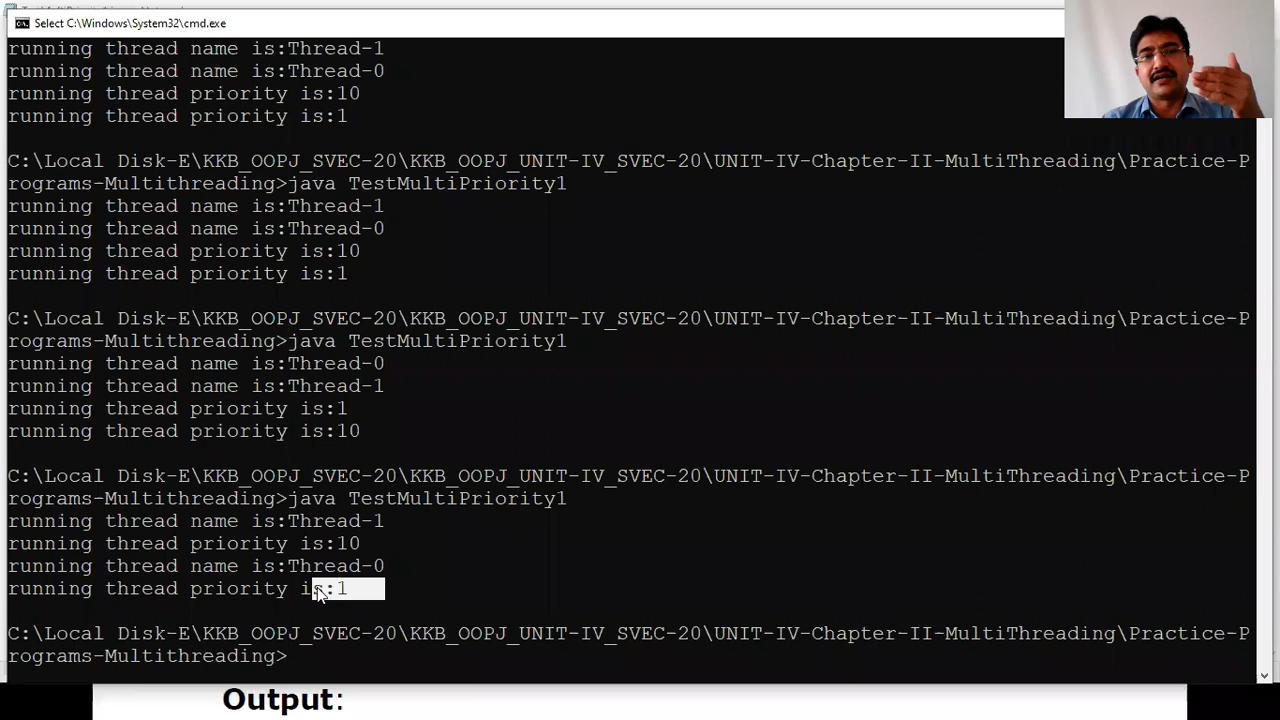 Select C:\Windows\System32\cmd.exe
running thread name is:Thread-1
running thread name is:Thread-0
running thread priority is:10
running thread priority is:1
C:\Local Disk-E\KKB_OOPJ_SVEC-20\KKB_OOPJ_UNIT-IV_SVEC-20\UNIT-IV-Chapter-II-MultiThreading\Practice-P
rograms-Multithreading>java TestMultiPriority1
running thread name is:Thread-1
running thread name is:Thread-0
running thread priority is:10
running thread priority is:1
C:\Local Disk-E\KKB_OOPJ_SVEC-20\KKB_OOPJ_UNIT-IV_SVEC-20\UNIT-IV-Chapter-II-MultiThreading\Practice-P
rograms-Multithreading>java TestMultiPriority1
running thread name is:Thread-0
running thread name is:Thread-1
running thread priority is:1
running thread priority is:10
C:\Local Disk-E\KKB_OOPJ_SVEC-20\KKB_OOPJ_UNIT-IV_SVEC-20\UNIT-IV-Chapter-II-MultiThreading\Practice-P
rograms-Multithreading>java TestMultiPriority1
running thread name is:Thread-1
running thread priority is:10
running thread name is:Thread-0
running thread priority is:1
C:\Local Disk-E\KKB_OOPJ_SVEC-20\KKB_OOPJ_UNIT-IV_SVEC-20\UNIT-IV-Chapter-II-MultiThreading\Practice-P
rograms-Multithreading>
Output: